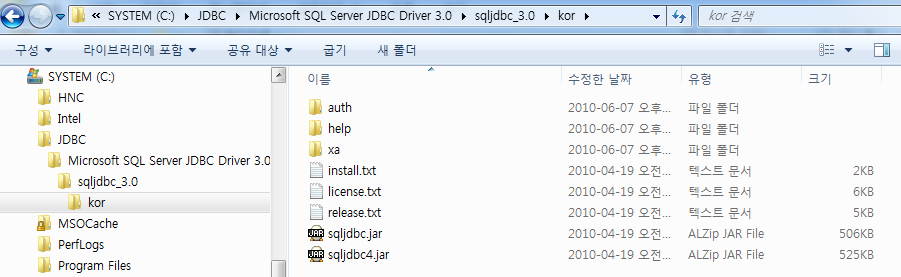 « SYSTEM (C:) ▸ JDBC ▸ Microsoft SQL Server JDBC Driver 3.0 ▸ sqljdbc_3.0 ▸ kor ▸ kor 검색
구성 ▾ 라이브러리에 포함 ▾ 공유 대상 ▾ 굽기 새 폴더
SYSTEM (C:)
HNC
Intel
JDBC
Microsoft SQL Server JDBC Driver 3.0
sqljdbc_3.0
kor
MSOCache
PerfLogs
Program Files
이름 수정한 날짜 유형 크기
auth 2010-06-07 오후... 파일 폴더
help 2010-06-07 오후... 파일 폴더
xa 2010-06-07 오후... 파일 폴더
install.txt 2010-04-19 오전... 텍스트 문서 2KB
license.txt 2010-04-19 오전... 텍스트 문서 6KB
release.txt 2010-04-19 오전... 텍스트 문서 5KB
sqljdbc.jar 2010-04-19 오전... ALZip JAR File 506KB
sqljdbc4.jar 2010-04-19 오전... ALZip JAR File 525KB